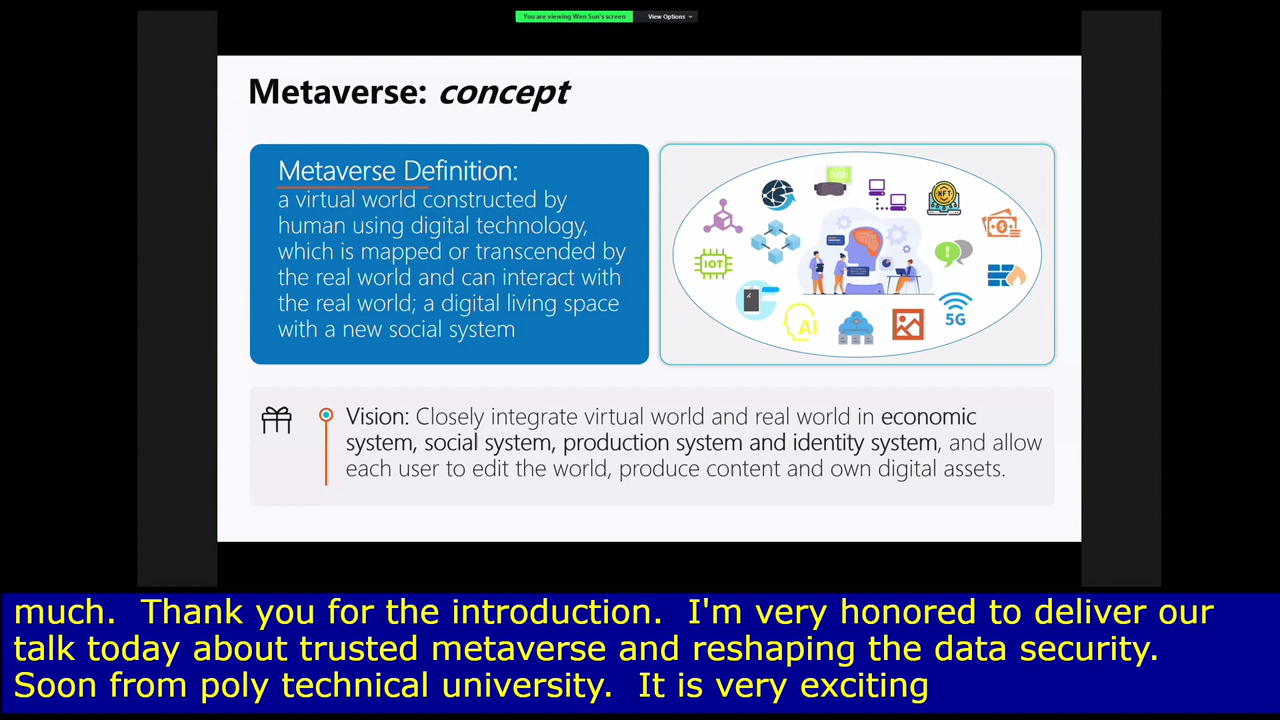 You are viewing Wen Sun's screen View Options
Metaverse: concept
Metaverse Definition:
a virtual world constructed by
human using digital technology,
which is mapped or transcended by
the real world and can interact with
the real world; a digital living space
with a new social system
NFT
IOT
AI
5G
Vision: Closely integrate virtual world and real world in economic
system, social system, production system and identity system, and allow
each user to edit the world, produce content and own digital assets.
much. Thank you for the introduction. I'm very honored to deliver our
talk today about trusted metaverse and reshaping the data security.
Soon from poly technical university. It is very exciting